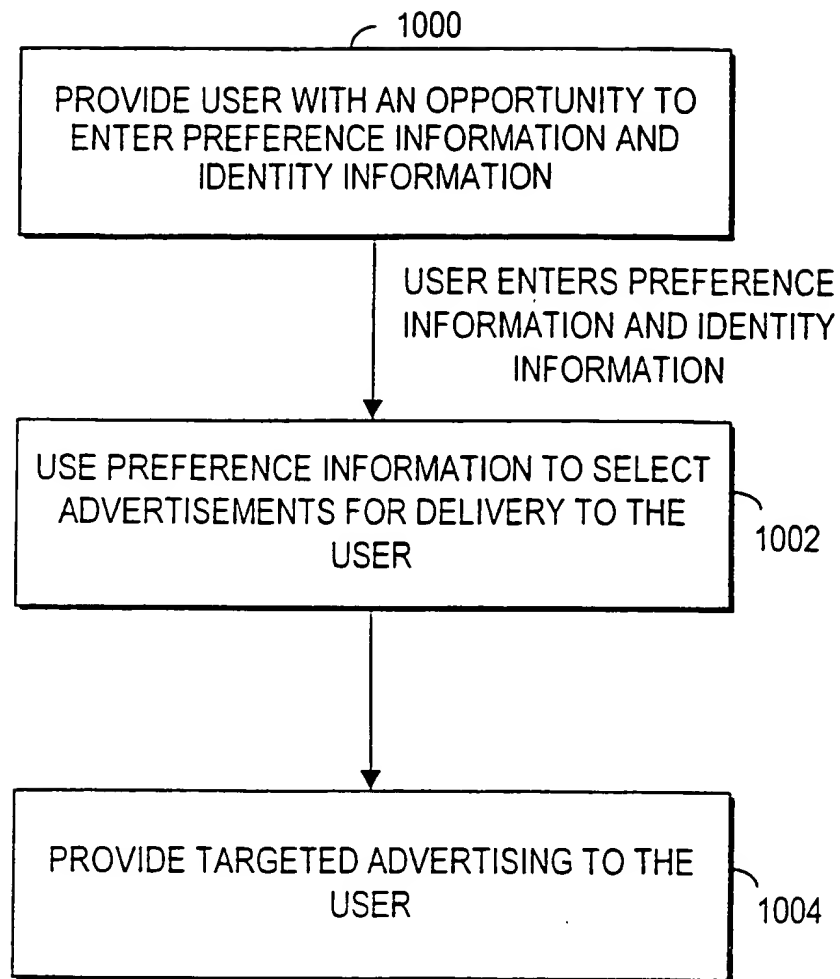 1000
PROVIDE USER WITH AN OPPORTUNITY TO
ENTER PREFERENCE INFORMATION AND
IDENTITY INFORMATION
USER ENTERS PREFERENCE
INFORMATION AND IDENTITY
INFORMATION
USE PREFERENCE INFORMATION TO SELECT
ADVERTISEMENTS FOR DELIVERY TO THE
USER
1002
PROVIDE TARGETED ADVERTISING TO THE
USER
1004